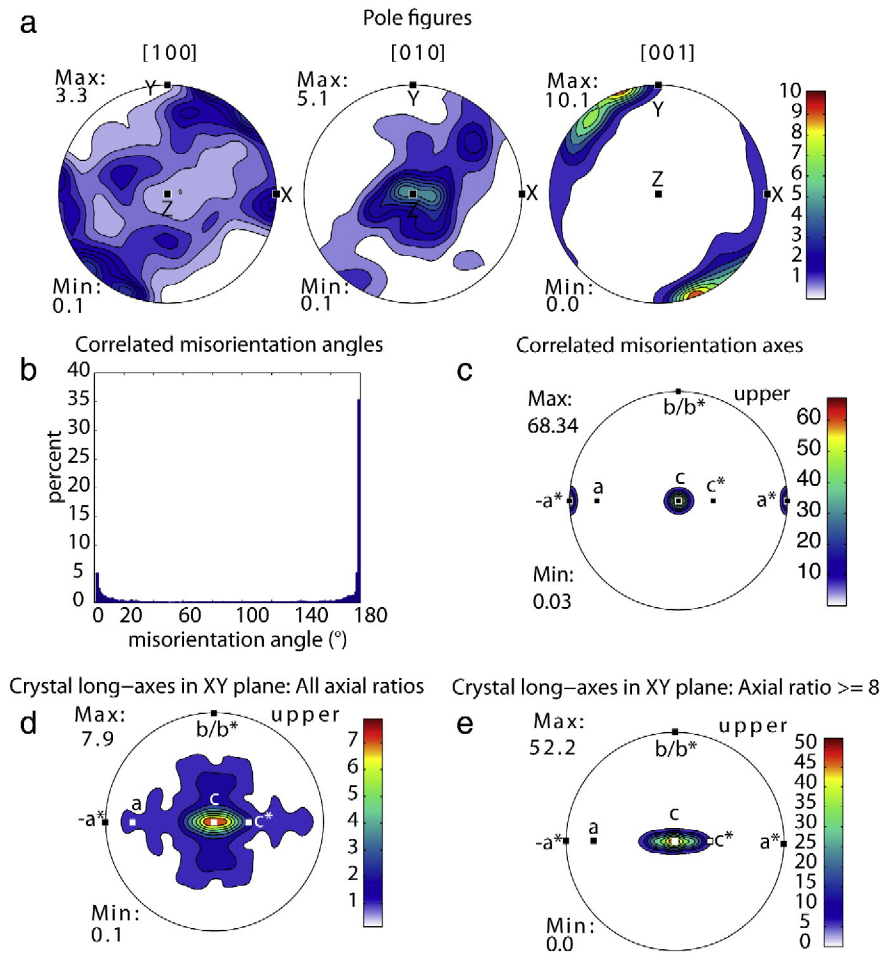 a
Pole figures
[100]
[010]
[001]
Max:
3.3
Y
X
Z
Min:
0.1
Max:
5.1
Y
X
Z
Min:
0.1
Max:
10.1
Y
Z
X
Min:
0.0
10
9
8
7
6
5
4
3
2
1
b
Correlated misorientation angles
40
35
30
25
20
15
10
5
0
percent
0 20 60 100 140 180
misorientation angle (°)
Correlated misorientation axes
c
Max:
68.34
upper
b/b*
-a*
a
c
c*
a*
Min:
0.03
60
50
40
30
20
10
Crystal long-axes in XY plane: All axial ratios
d
Max:
7.9
upper
b/b*
-a*
a
c
c*
Min:
0.1
7
6
5
4
3
2
1
Crystal long-axes in XY plane: Axial ratio >= 8
e
Max:
52.2
upper
b/b*
-a*
a
c
c*
a*
Min:
0.0
50
45
40
35
30
25
20
15
10
5
0